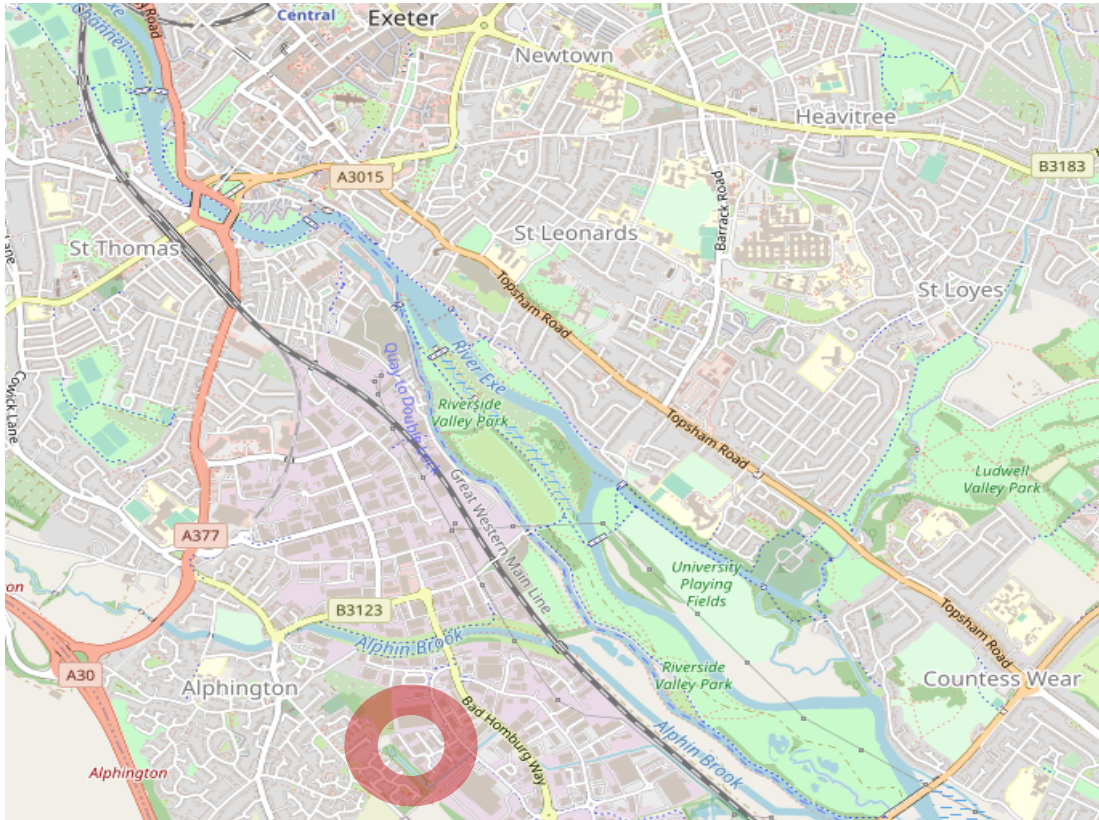 Central
Exeter
Newtown
Heavitree
B3183
A3015
Barrack Road
St Leonards
St Thomas
St Loyes
Topsham Road
River Exe
Quay to Double Lock
Cowick Lane
Riverside
Valley Park
Topsham Road
Ludwell
Valley Park
Great Western Main Line
A377
University
Playing
Fields
B3123
Topsham Road
Alphin Brook
Riverside
Valley Park
A30
Alphington
Countess Wear
Bad Homburg Way
Alphin Brook
Alphington